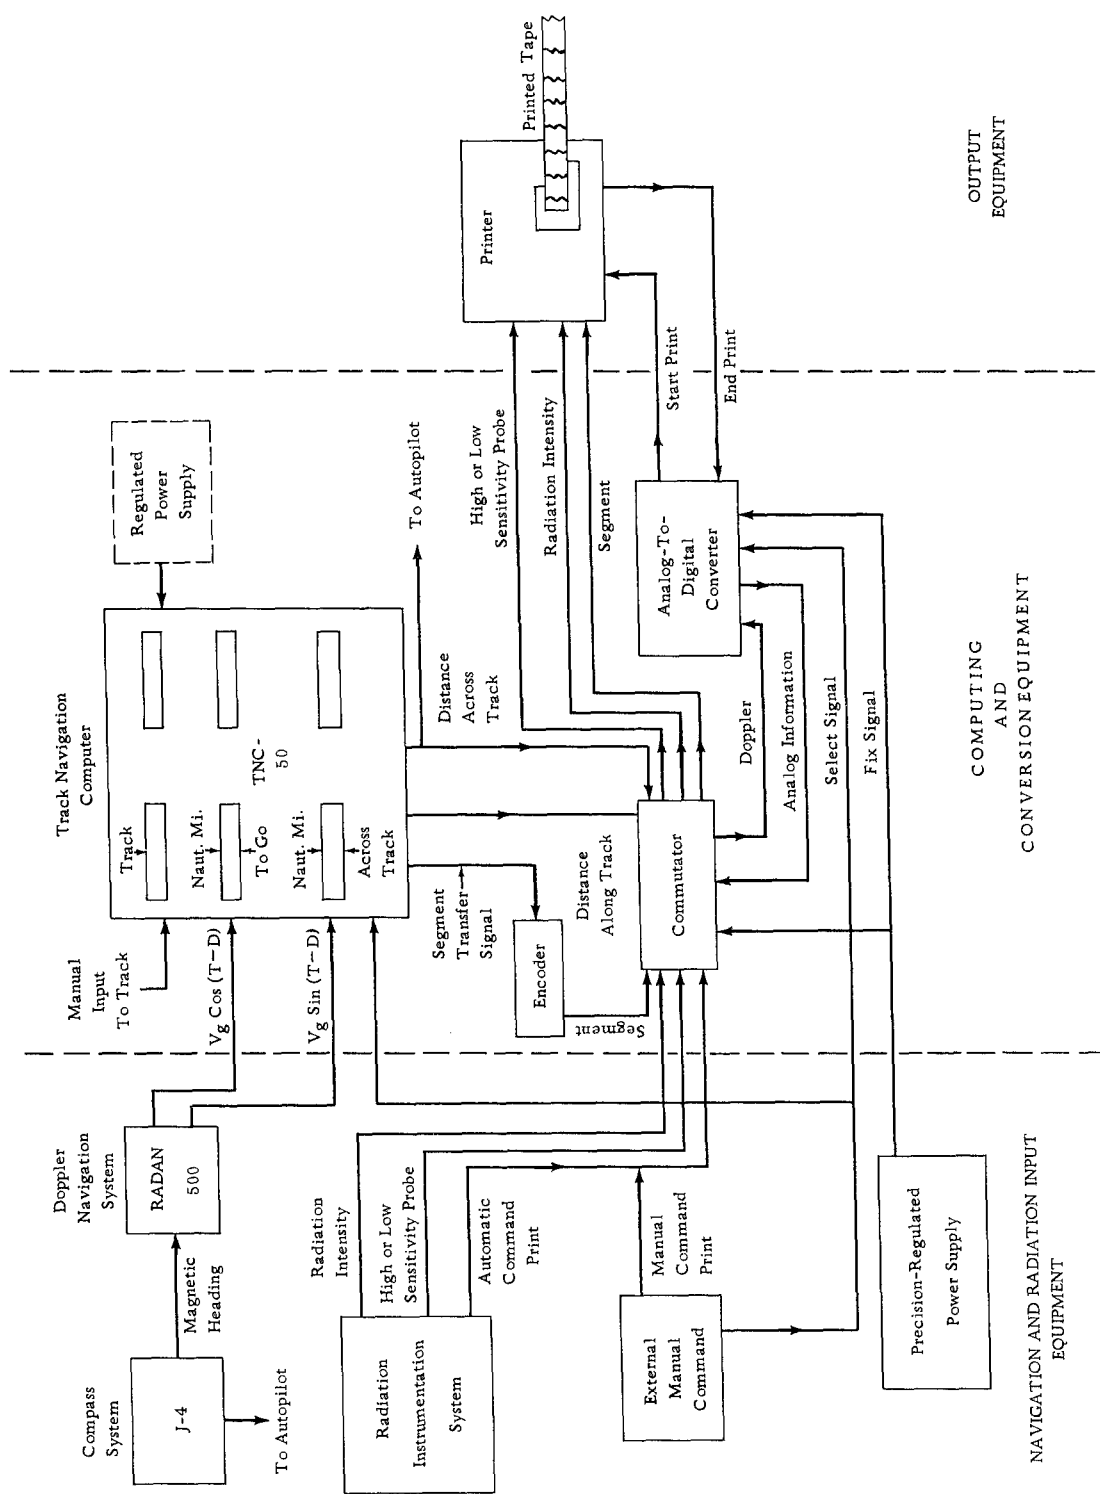 Compass
System
J-4
To Autopilot
Magnetic
Heading
Doppler
Navigation
System
RADAN
500
Manual
Input
To Track
Vg Cos (T-D)
Vg Sin (T-D)
Track Navigation
Computer
Track
Naut. Mi.
To Go
Naut. Mi.
Across
Track
TNC-
50
Regulated
Power
Supply
To Autopilot
Distance
Across
Track
Segment
Transfer
Signal
Encoder
Segment
Distance
Along Track
Commutator
Radiation
Instrumentation
System
Radiation
Intensity
High or Low
Sensitivity Probe
Automatic
Command
Print
External
Manual
Command
Manual
Command
Print
Precision-Regulated
Power Supply
High or Low
Sensitivity Probe
Radiation Intensity
Segment
Analog-To-
Digital
Converter
Doppler
Analog Information
Select Signal
Fix Signal
Start Print
End Print
Printer
Printed Tape
NAVIGATION AND RADIATION INPUT
EQUIPMENT
COMPUTING
AND
CONVERSION EQUIPMENT
OUTPUT
EQUIPMENT